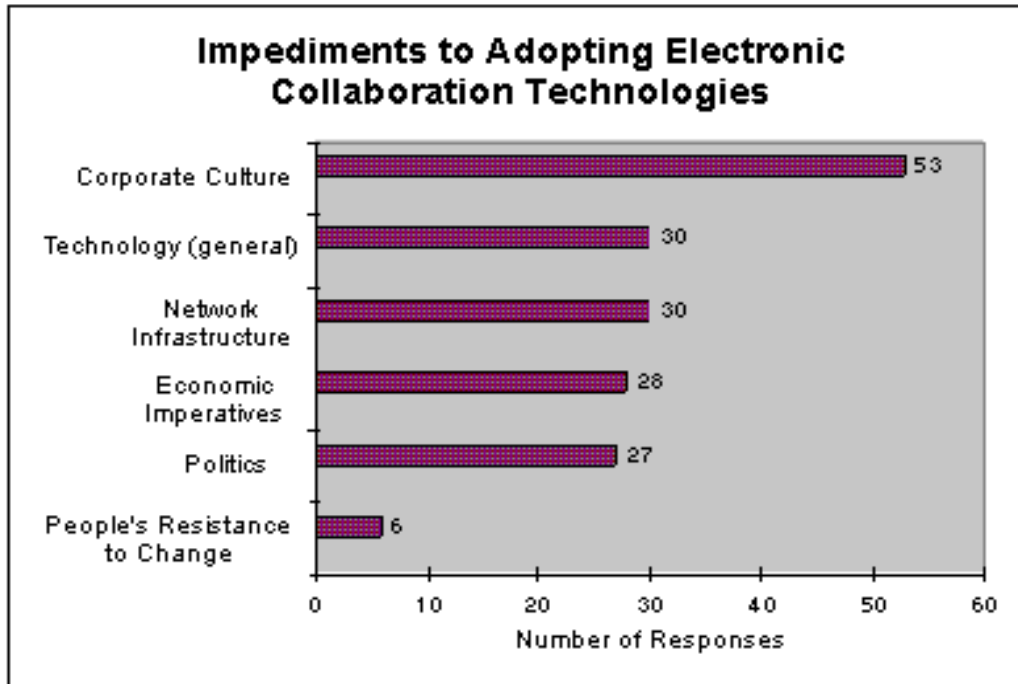 Impediments to Adopting Electronic
Collaboration Technologies
Corporate Culture
53
Technology (general)
30
Network
Infrastructure
30
Economic
Imperatives
28
Politics
27
People's Resistance
to Change
6
0 10 20 30 40 50 60
Number of Responses